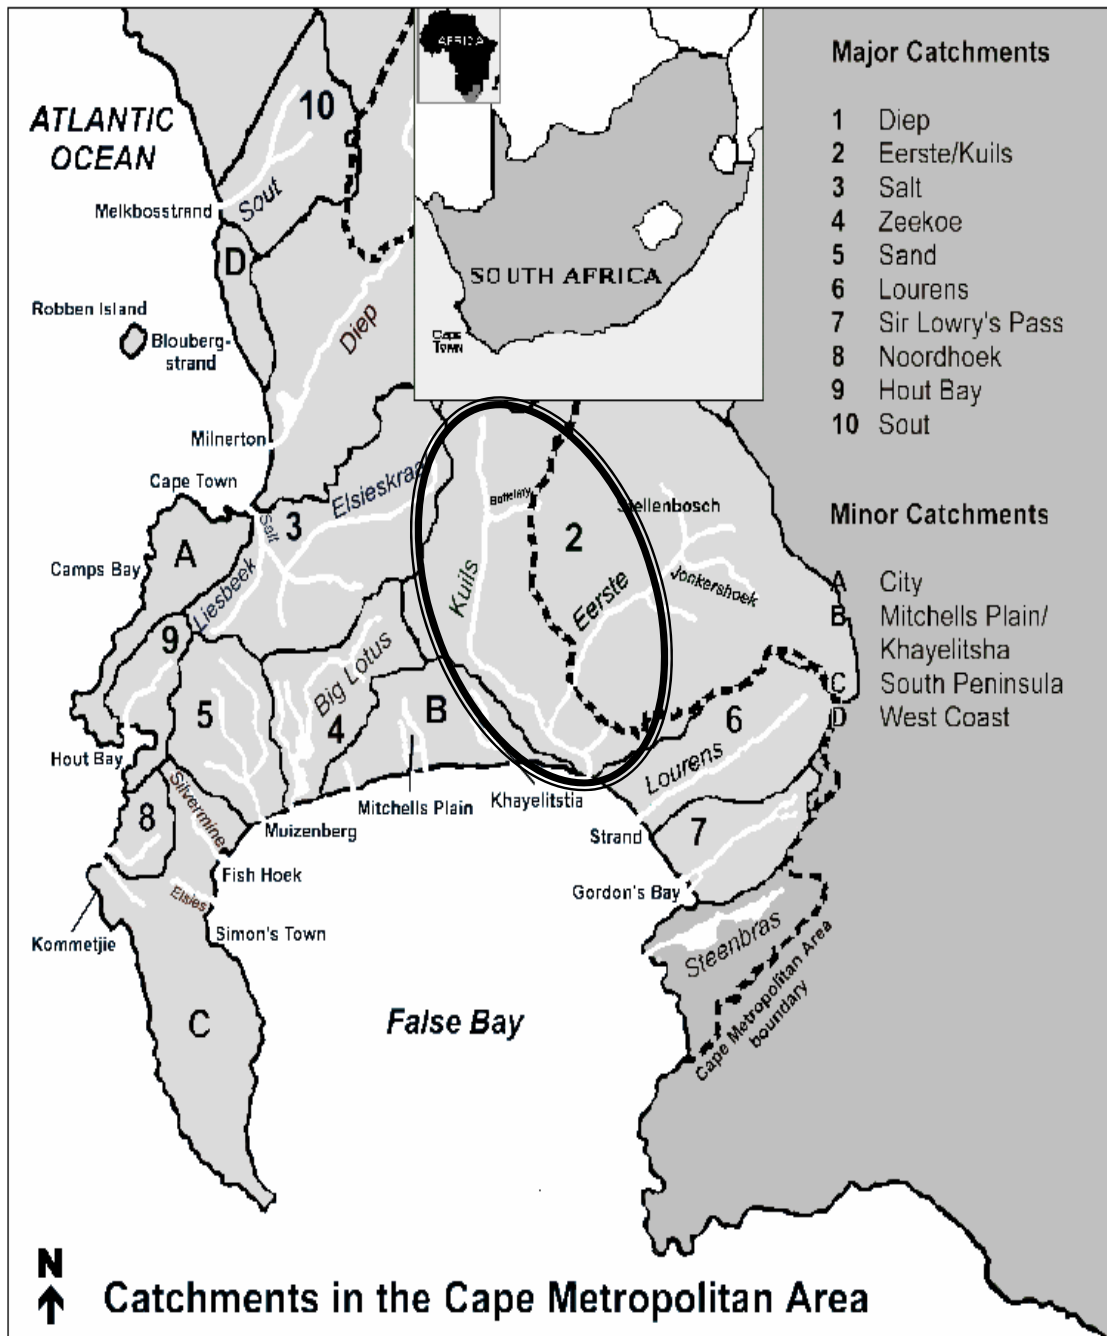 AFRICA
Major Catchments
1 Diep
2 Eerste/Kuils
3 Salt
4 Zeekoe
5 Sand
6 Lourens
7 Sir Lowry's Pass
8 Noordhoek
9 Hout Bay
10 Sout
Minor Catchments
A City
B Mitchells Plain/
Khayelitsha
C South Peninsula
D West Coast
ATLANTIC
OCEAN
10
Sout
Melkbosstrand
D
SOUTH AFRICA
CAPE
TOWN
Robben Island
Bloubergstrand
Diep
Milnerton
Cape Town
Elsieskraal
Salt
3
Bottelary
Stellenbosch
2
A
Camps Bay
Liesbeek
Kuils
Eerste
Jonkershoek
9
Big Lotus
5
4
B
6
Hout Bay
Lourens
Mitchells Plain
Khayelitstia
8
Silvermine
Muizenberg
Strand
7
Fish Hoek
Gordon's Bay
Elsies
Kommetjie
Simon's Town
Steenbras
Cape Metropolitan Area
boundary
C
False Bay
N
Catchments in the Cape Metropolitan Area